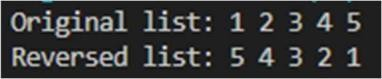 Original list: 1 2 3 4 5
Reversed list: 5 4 3 2 1